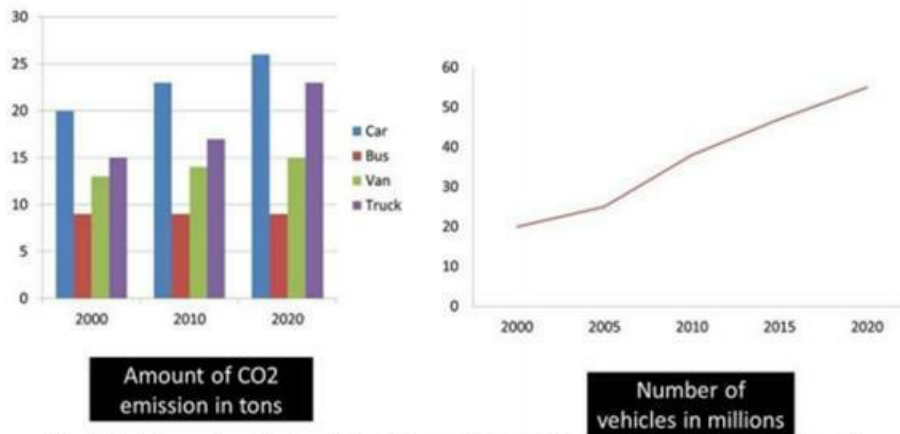 30
25
20
15
10
5
0
2000 2010 2020
Car
Bus
Van
Truck
Amount of CO2
emission in tons
60
50
40
30
20
10
0
2000 2005 2010 2015 2020
Number of
vehicles in millions